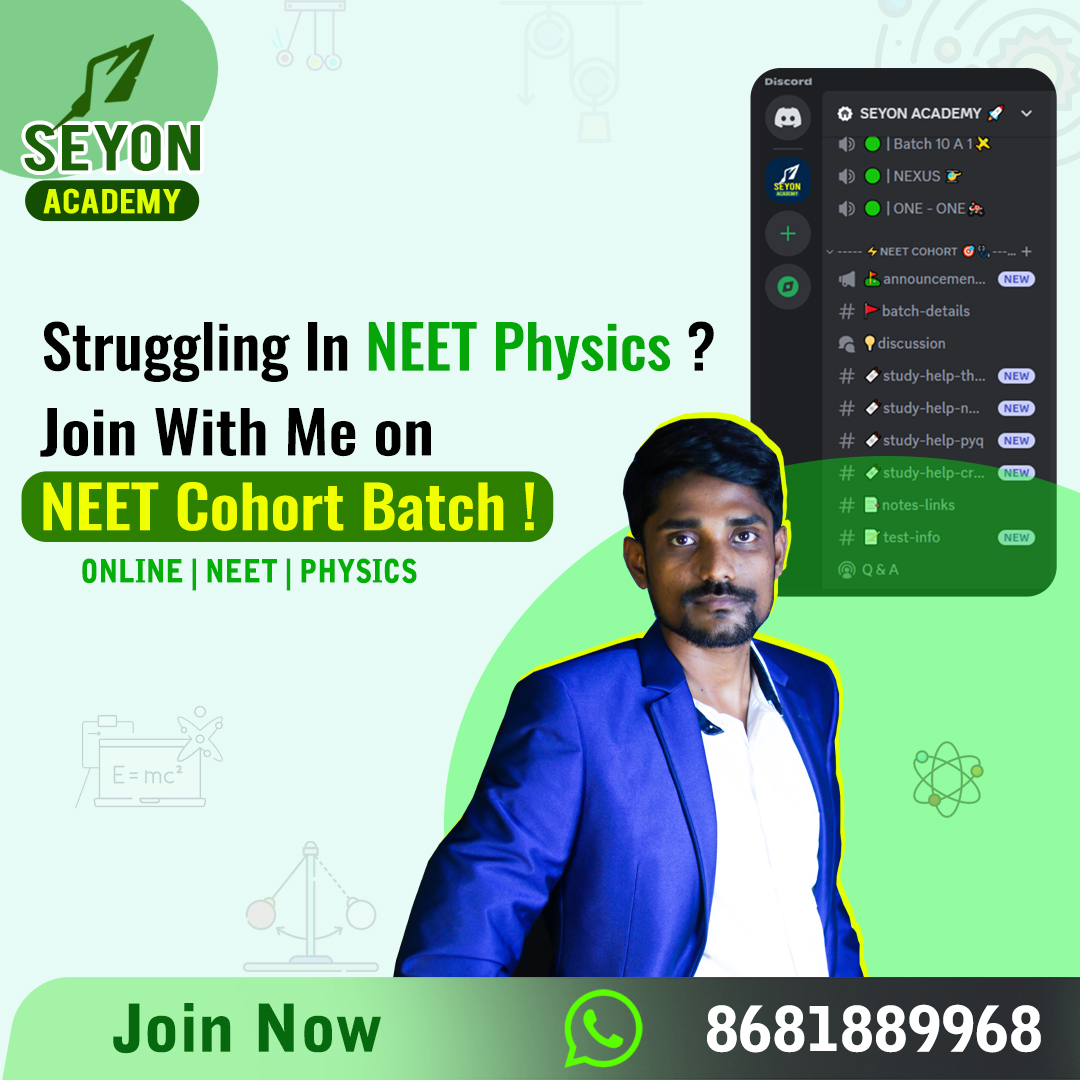 SEYON
ACADEMY
Discord
SEYON ACADEMY 🚀
SEYON
ACADEMY
| Batch 10 A 1
| NEXUS
| ONE - ONE
----- ⚡ NEET COHORT 🎯🩺 ---... +
announcemen... NEW
# 🚩 batch-details
💡 discussion
# study-help-th... NEW
# study-help-n... NEW
# study-help-pyq NEW
# study-help-cr... NEW
# 📝 notes-links
# 📝 test-info NEW
Q & A
Struggling In NEET Physics ?
Join With Me on
NEET Cohort Batch !
ONLINE | NEET | PHYSICS
E = mc²
Join Now
8681889968